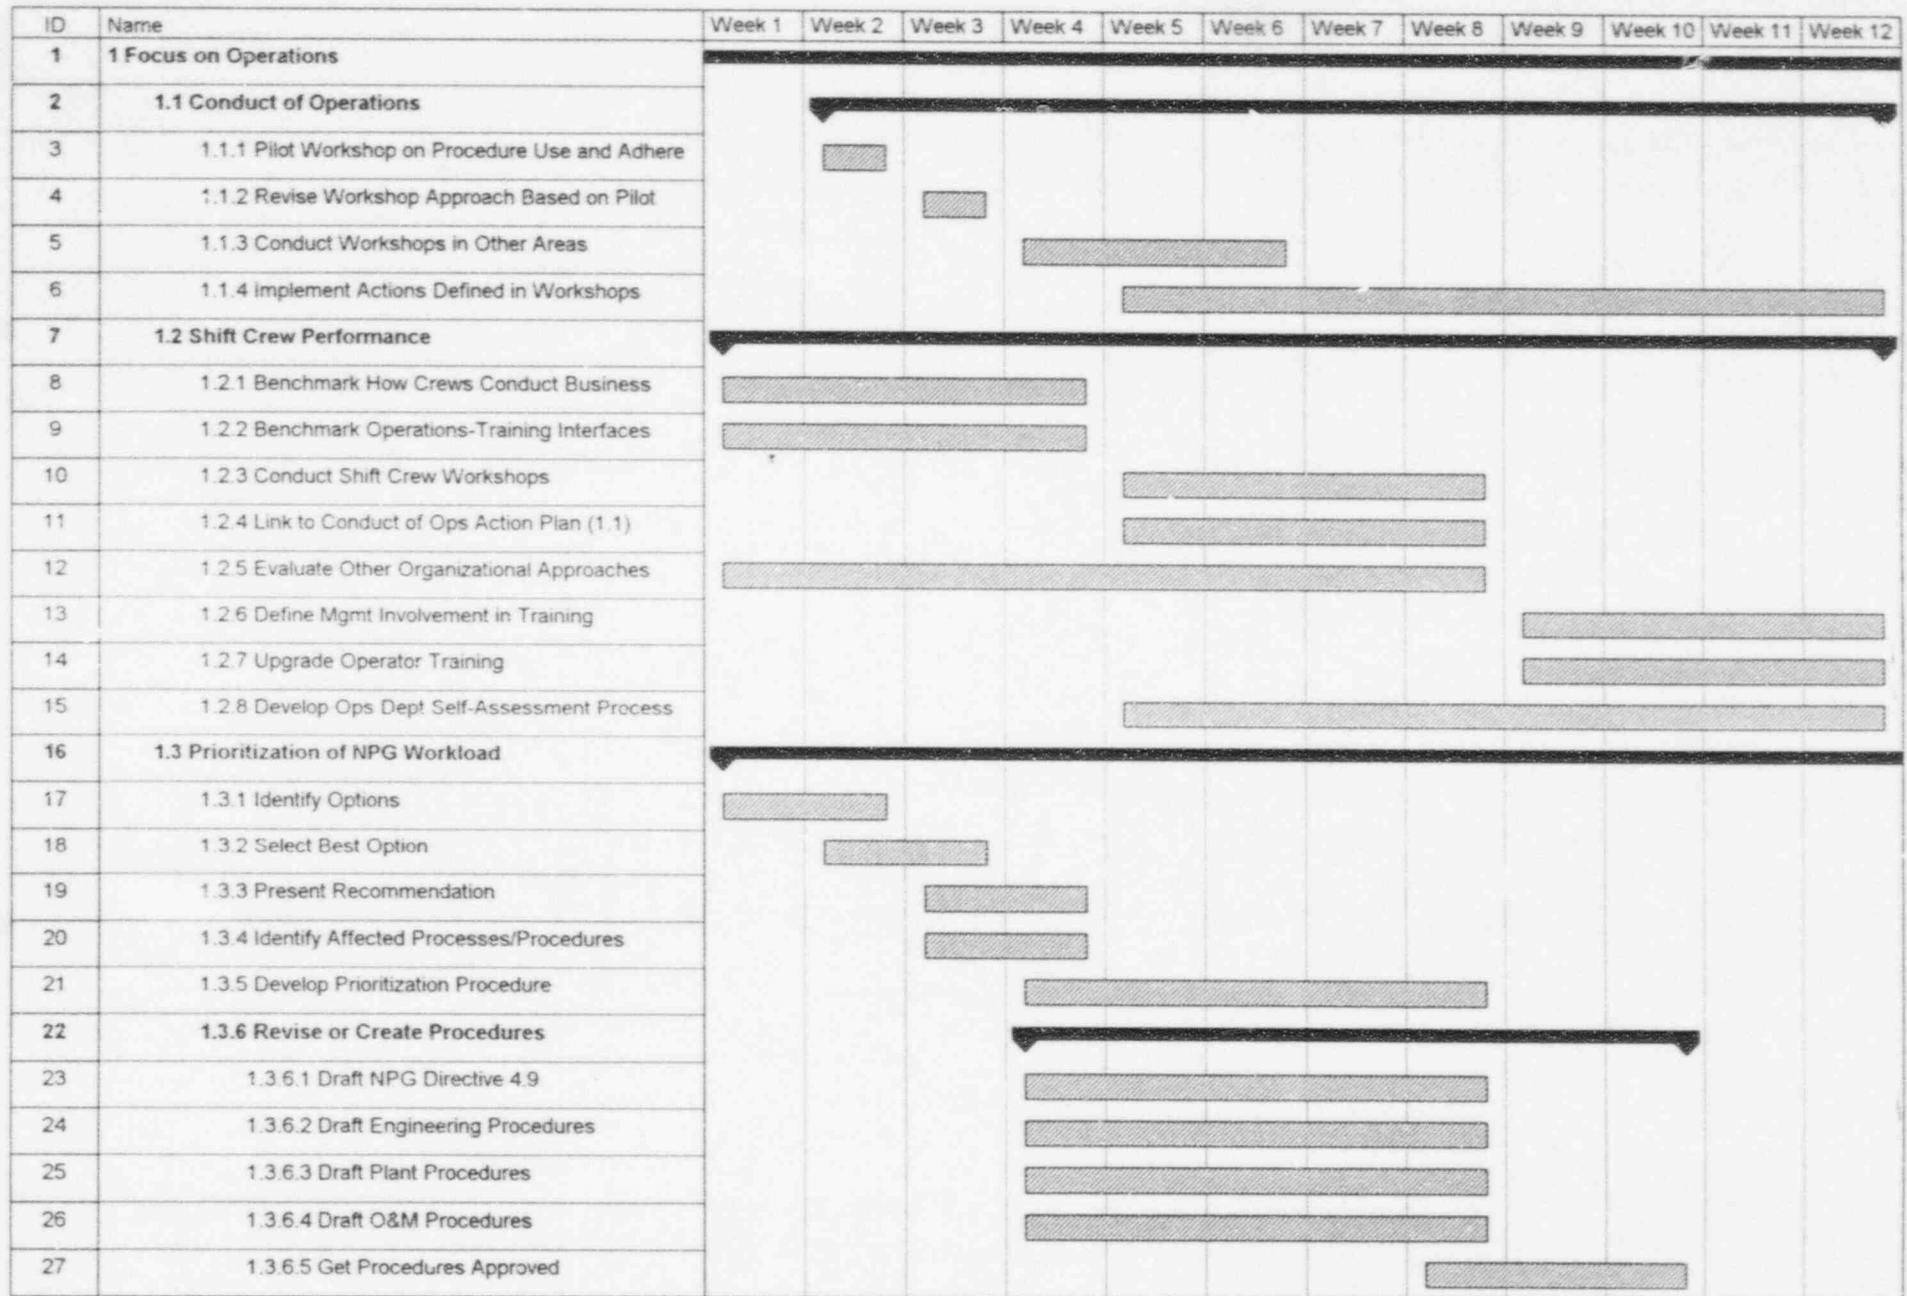 ID Name Week 1 Week 2 Week 3 Week 4 Week 5 Week 6 Week 7 Week 8 Week 9 Week 10 Week 11 Week 12
1 1 Focus on Operations
2 1.1 Conduct of Operations
3 1.1.1 Pilot Workshop on Procedure Use and Adhere
4 1.1.2 Revise Workshop Approach Based on Pilot
5 1.1.3 Conduct Workshops in Other Areas
6 1.1.4 Implement Actions Defined in Workshops
7 1.2 Shift Crew Performance
8 1.2.1 Benchmark How Crews Conduct Business
9 1.2.2 Benchmark Operations-Training Interfaces
10 1.2.3 Conduct Shift Crew Workshops
11 1.2.4 Link to Conduct of Ops Action Plan (1.1)
12 1.2.5 Evaluate Other Organizational Approaches
13 1.2.6 Define Mgmt Involvement in Training
14 1.2.7 Upgrade Operator Training
15 1.2.8 Develop Ops Dept Self-Assessment Process
16 1.3 Prioritization of NPG Workload
17 1.3.1 Identify Options
18 1.3.2 Select Best Option
19 1.3.3 Present Recommendation
20 1.3.4 Identify Affected Processes/Procedures
21 1.3.5 Develop Prioritization Procedure
22 1.3.6 Revise or Create Procedures
23 1.3.6.1 Draft NPG Directive 4.9
24 1.3.6.2 Draft Engineering Procedures
25 1.3.6.3 Draft Plant Procedures
26 1.3.6.4 Draft O&M Procedures
27 1.3.6.5 Get Procedures Approved